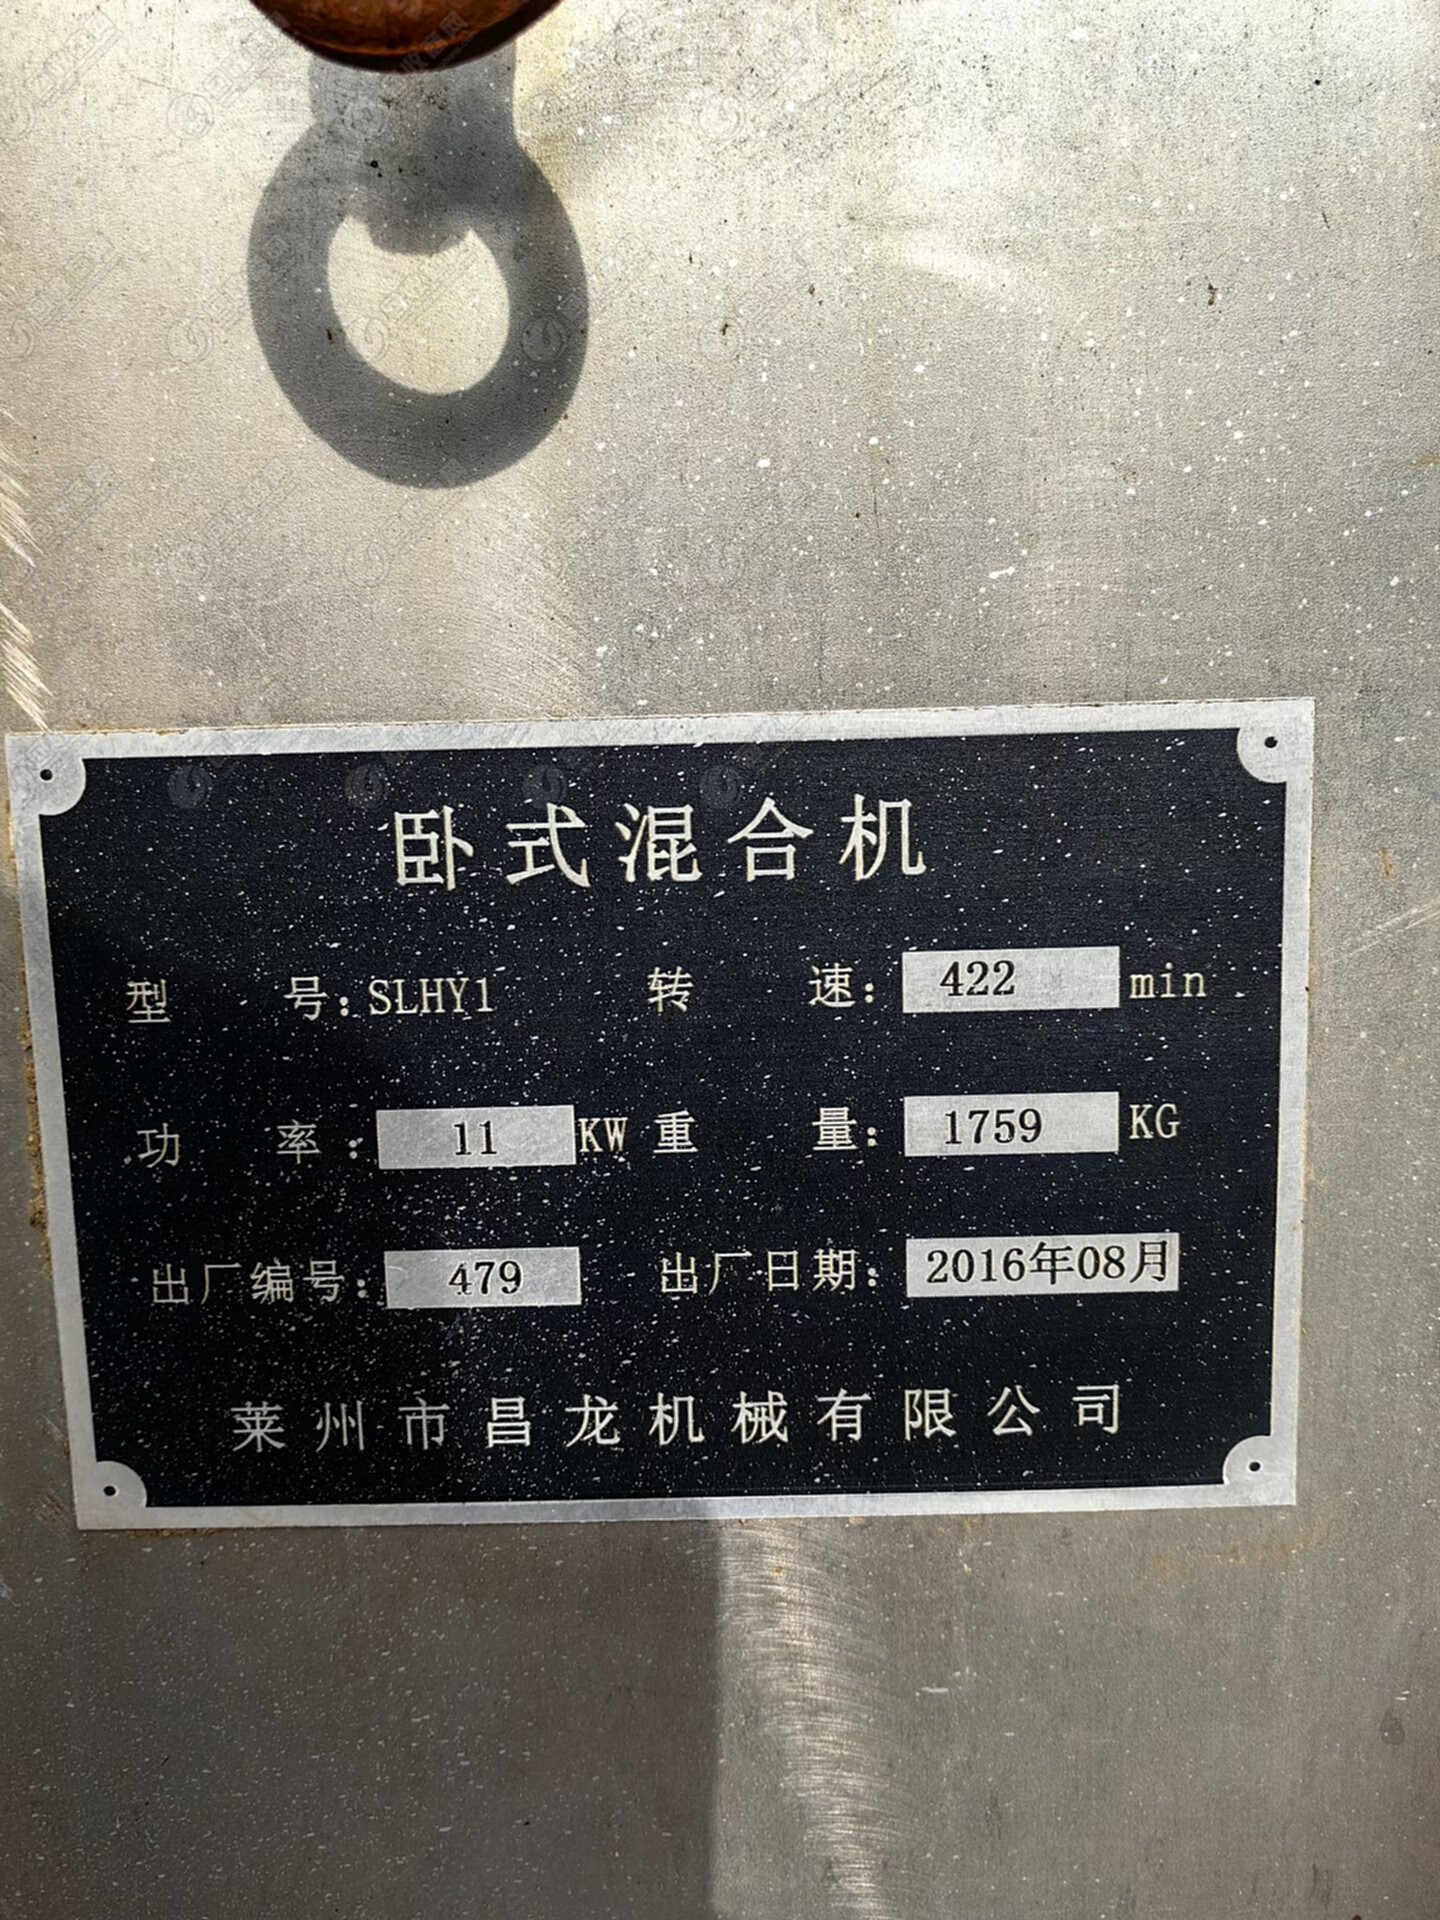 卧式混合机
型 号：SLHY1 转 速：422 min
功 率：11 KW 重 量：1759 KG
出厂编号：479 出厂日期：2016年08月
莱州市昌龙机械有限公司